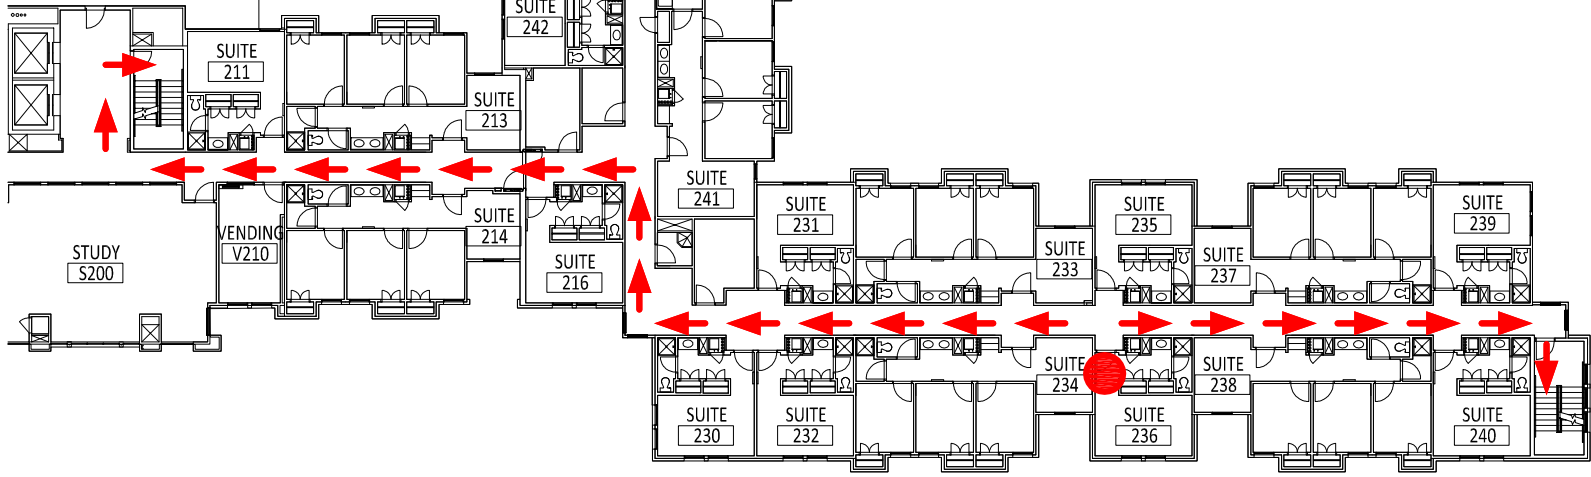 SUITE
242
SUITE
211
SUITE
213
SUITE
241
SUITE
214
VENDING
V210
STUDY
S200
SUITE
216
SUITE
231
SUITE
233
SUITE
235
SUITE
237
SUITE
239
SUITE
230
SUITE
232
SUITE
234
SUITE
236
SUITE
238
SUITE
240